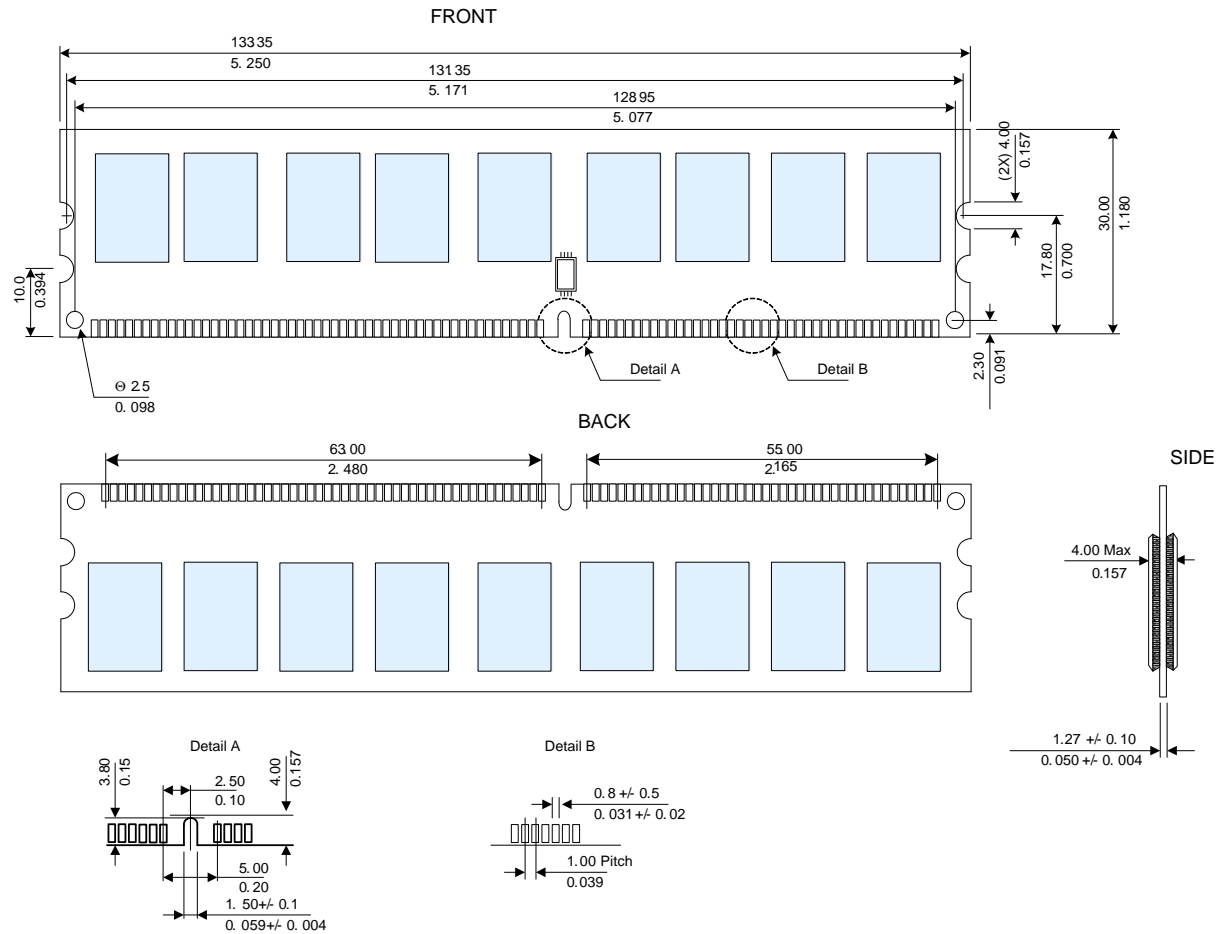 FRONT
133.35
5. 250
131.35
5. 171
128.95
5. 077
(2X) 4.00
0.157
30.00
1.180
17.80
0.700
10.0
0.394
2.30
0.091
Detail A
Detail B
Θ 2.5
0. 098
BACK
63.00
2. 480
55.00
2.165
SIDE
4.00 Max
0.157
1.27 +/- 0. 10
0. 050 +/- 0. 004
Detail A
3.80
0.15
2. 50
0. 10
4.00
0.157
5. 00
0. 20
1. 50+/- 0.1
0. 059+/- 0. 004
Detail B
0. 8 +/- 0. 5
0. 031 +/- 0. 02
1. 00 Pitch
0. 039